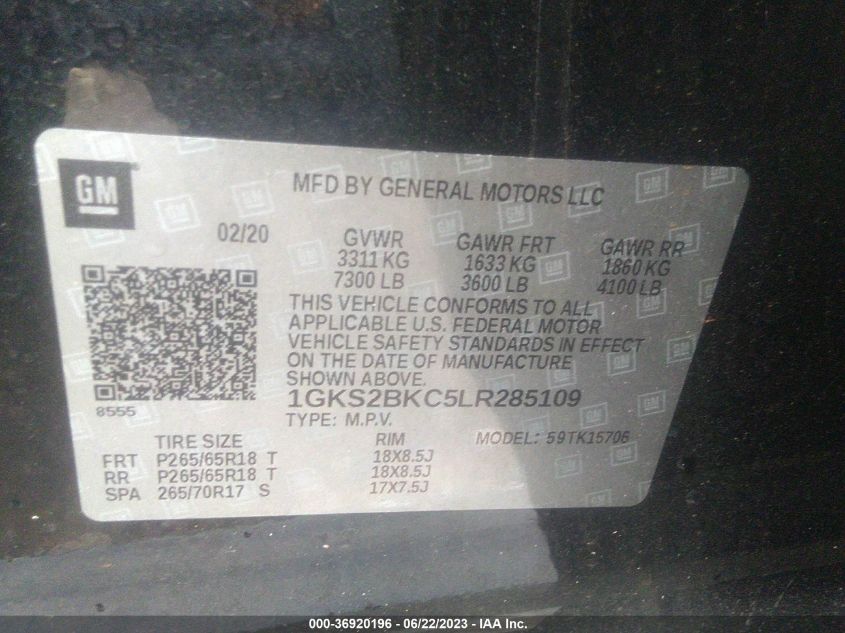 GM
MFD BY GENERAL MOTORS LLC
02/20
GVWR GAWR FRT GAWR RR
3311 KG 1633 KG 1860 KG
7300 LB 3600 LB 4100 LB
THIS VEHICLE CONFORMS TO ALL
APPLICABLE U.S. FEDERAL MOTOR
VEHICLE SAFETY STANDARDS IN EFFECT
ON THE DATE OF MANUFACTURE
SHOWN ABOVE.
8555
1GKS2BKC5LR285109
TYPE: M.P.V.
TIRE SIZE RIM MODEL: 59TK15706
FRT P265/65R18 T 18X8.5J
RR P265/65R18 T 18X8.5J
SPA 265/70R17 S 17X7.5J
000-36920196 - 06/22/2023 - IAA Inc.